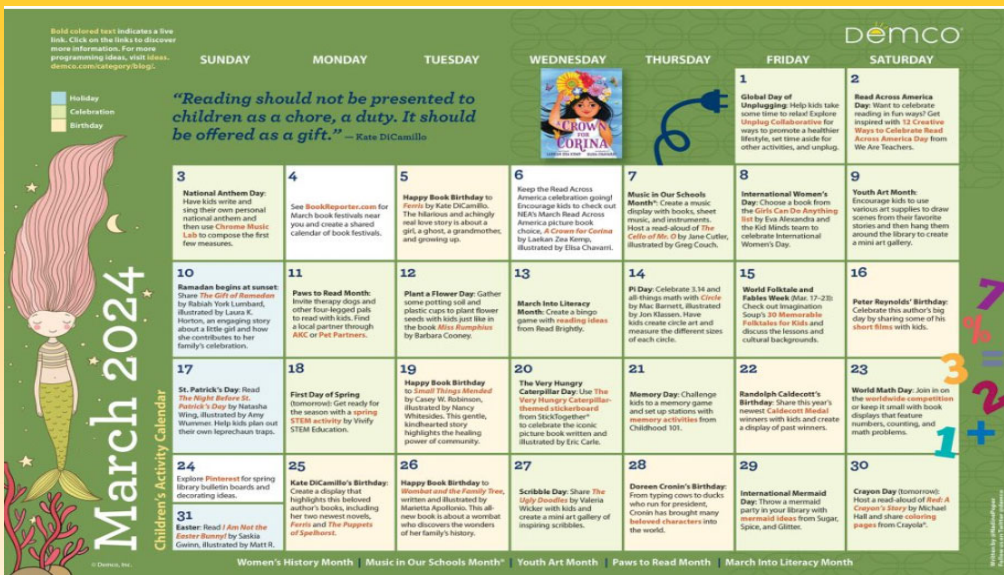 Bold colored text indicates a live
link. Click on the links to discover
more information. For more
programming ideas, visit ideas.
demco.com/category/blog/.
Demco
SUNDAY
MONDAY
TUESDAY
WEDNESDAY
THURSDAY
FRIDAY
SATURDAY
Holiday
Celebration
Birthday
"Reading should not be presented to
children as a chore, a duty. It should
be offered as a gift." — Kate DiCamillo
A CROWN
FOR
CORINA
1
Global Day of
Unplugging: Help kids take
some time to relax! Explore
Unplug Collaborative for
ways to promote a healthier
lifestyle, set time aside for
other activities, and unplug.
2
Read Across America
Day: Want to celebrate
reading in fun ways? Get
inspired with 12 Creative
Ways to Celebrate Read
Across America Day from
We Are Teachers.
3
National Anthem Day:
Have kids write and
sing their own personal
national anthem and
then use Chrome Music
Lab to compose the first
few measures.
4
See BookReporter.com for
March book festivals near
you and create a shared
calendar of book festivals.
5
Happy Book Birthday to
Ferris by Kate DiCamillo.
The hilarious and achingly
real love story is about a
girl, a ghost, a grandmother,
and growing up.
6
Keep the Read Across
America celebration going!
Encourage kids to check out
NEA's March Read Across
America picture book
choice, A Crown for Corina
by Laekan Zea Kemp,
illustrated by Elisa Chavarri.
7
Music in Our Schools
Month®: Create a music
display with books, sheet
music, and instruments.
Host a read-aloud of The
Cello of Mr. O by Jane Cutler,
illustrated by Greg Couch.
8
International Women's
Day: Choose a book from
the Girls Can Do Anything
list by Eva Alexandra and
the Kid Minds team to
celebrate International
Women's Day.
9
Youth Art Month:
Encourage kids to use
various art supplies to draw
scenes from their favorite
stories and then hang them
around the library to create
a mini art gallery.
10
Ramadan begins at sunset:
Share The Gift of Ramadan
by Rabiah York Lumbard,
illustrated by Laura K.
Horton, an engaging story
about a little girl and how
she contributes to her
family's celebration.
11
Paws to Read Month:
Invite therapy dogs and
other four-legged pals
to read with kids. Find
a local partner through
AKC or Pet Partners.
12
Plant a Flower Day: Gather
some potting soil and
plastic cups to plant flower
seeds with kids just like in
the book Miss Rumphius
by Barbara Cooney.
13
March Into Literacy
Month: Create a bingo
game with reading ideas
from Read Brightly.
14
Pi Day: Celebrate 3.14 and
all-things math with Circle
by Mac Barnett, illustrated
by Jon Klassen. Have
kids create circle art and
measure the different sizes
of each circle.
15
World Folktale and
Fables Week (Mar. 17–23):
Check out Imagination
Soup's 30 Memorable
Folktales for Kids and
discuss the lessons and
cultural backgrounds.
16
Peter Reynolds' Birthday:
Celebrate this author's big
day by sharing some of his
short films with kids.
17
St. Patrick's Day: Read
The Night Before St.
Patrick's Day by Natasha
Wing, illustrated by Amy
Wummer. Help kids plan out
their own leprechaun traps.
18
First Day of Spring
(tomorrow): Get ready for
the season with a spring
STEM activity by Vivify
STEM Education.
19
Happy Book Birthday
to Small Things Mended
by Casey W. Robinson,
illustrated by Nancy
Whitesides. This gentle,
kindhearted story
highlights the healing
power of community.
20
The Very Hungry
Caterpillar Day: Use The
Very Hungry Caterpillar-
themed stickerboard
from StickTogether®
to celebrate the iconic
picture book written and
illustrated by Eric Carle.
21
Memory Day: Challenge
kids to a memory game
and set up stations with
memory activities from
Childhood 101.
22
Randolph Caldecott's
Birthday: Share this year's
newest Caldecott Medal
winners with kids and create
a display of past winners.
23
World Math Day: Join in on
the worldwide competition
or keep it small with book
displays that feature
numbers, counting, and
math problems.
24
Explore Pinterest for spring
library bulletin boards and
decorating ideas.
31
Easter: Read I Am Not the
Easter Bunny! by Saskia
Gwinn, illustrated by Matt R.
25
Kate DiCamillo's Birthday:
Create a display that
highlights this beloved
author's books, including
her two newest novels,
Ferris and The Puppets
of Spelhorst.
26
Happy Book Birthday to
Wombat and the Family Tree,
written and illustrated by
Marietta Apollonio. This all-
new book is about a wombat
who discovers the wonders
of her family's history.
27
Scribble Day: Share The
Ugly Doodles by Valeria
Wicker with kids and
create a mini art gallery of
inspiring scribbles.
28
Doreen Cronin's Birthday:
From typing cows to ducks
who run for president,
Cronin has brought many
beloved characters into
the world.
29
International Mermaid
Day: Throw a mermaid
party in your library with
mermaid ideas from Sugar,
Spice, and Glitter.
30
Crayon Day (tomorrow):
Host a read-aloud of Red: A
Crayon's Story by Michael
Hall and share coloring
pages from Crayola®.
March 2024
Children's Activity Calendar
7
%
3
=
2
1
+
© Demco, Inc.
Women's History Month | Music in Our Schools Month® | Youth Art Month | Paws to Read Month | March Into Literacy Month